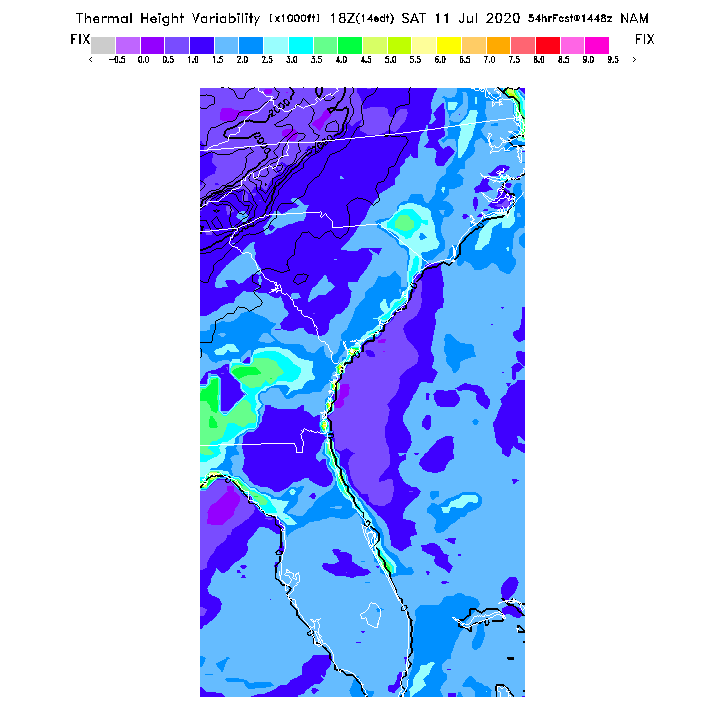 Thermal Height Variability [x1000ft] 18Z(14edt) SAT 11 Jul 2020 54hrFcst@1448z NAM
FIX FIX
< -0.5 0.0 0.5 1.0 1.5 2.0 2.5 3.0 3.5 4.0 4.5 5.0 5.5 6.0 6.5 7.0 7.5 8.0 8.5 9.0 9.5 >
2000